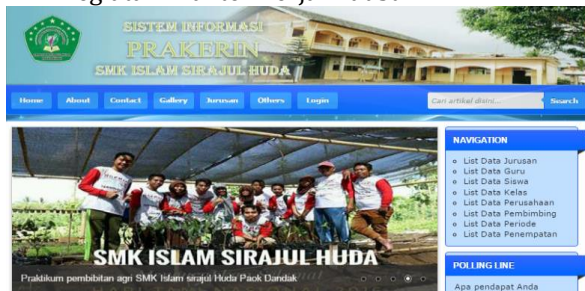 SISTEM INFORMASI
PRAKERIN
SMK ISLAM SIRAJUL HUDA
Home About Contact Gallery Jurusan Others Login
Cari artikel disini...
Search
SMK ISLAM SIRAJUL HUDA
Praktikum pembibitan agri SMK Islam sirajul Huda Paok Dandak
NAVIGATION
List Data Jurusan
List Data Guru
List Data Siswa
List Data Kelas
List Data Perusahaan
List Data Pembimbing
List Data Periode
List Data Penempatan
POLLING LINE
Apa pendapat Anda